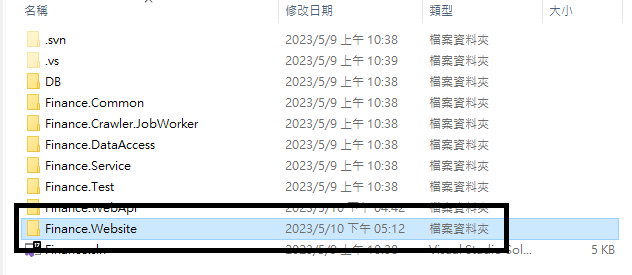 名稱 修改日期 類型 大小
.svn 2023/5/9 上午 10:38 檔案資料夾
.vs 2023/5/9 上午 10:39 檔案資料夾
DB 2023/5/9 上午 10:38 檔案資料夾
Finance.Common 2023/5/9 上午 10:38 檔案資料夾
Finance.Crawler.JobWorker 2023/5/9 上午 10:38 檔案資料夾
Finance.DataAccess 2023/5/9 上午 10:38 檔案資料夾
Finance.Service 2023/5/9 上午 10:38 檔案資料夾
Finance.Test 2023/5/9 上午 10:38 檔案資料夾
Finance.WebApi 2023/5/10 下午 04:42 檔案資料夾
Finance.Website 2023/5/10 下午 05:12 檔案資料夾
Finance.sln 2023/5/9 上午 10:38 Visual Studio Sol... 5 KB